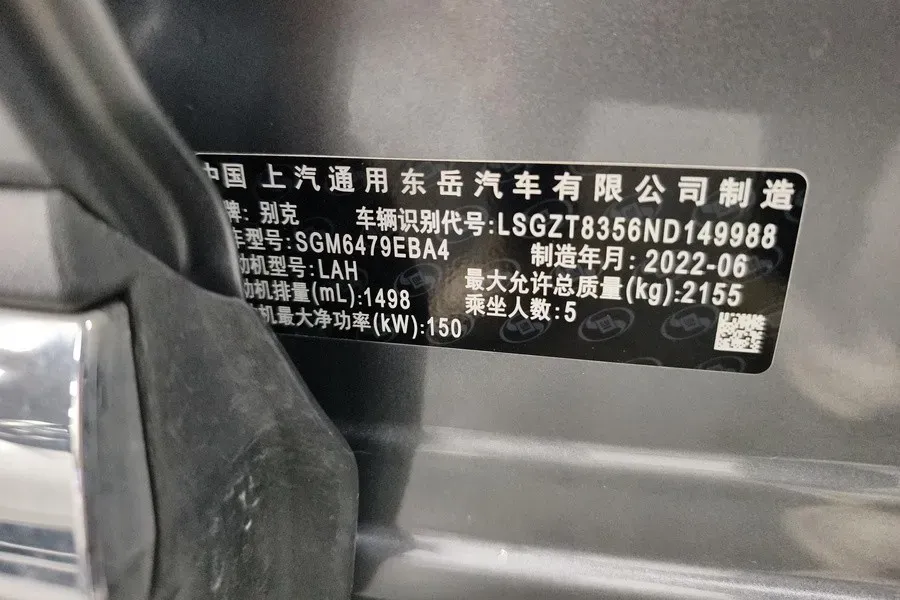 中国 上汽通用东岳汽车有限公司制造
牌: 别克 车辆识别代号:LSGZT8356ND149988
车型号:SGM6479EBA4 制造年月: 2022-06
动机型号:LAH 最大允许总质量(kg):2155
动机排量(mL):1498 乘坐人数:5
机最大净功率(kW):150